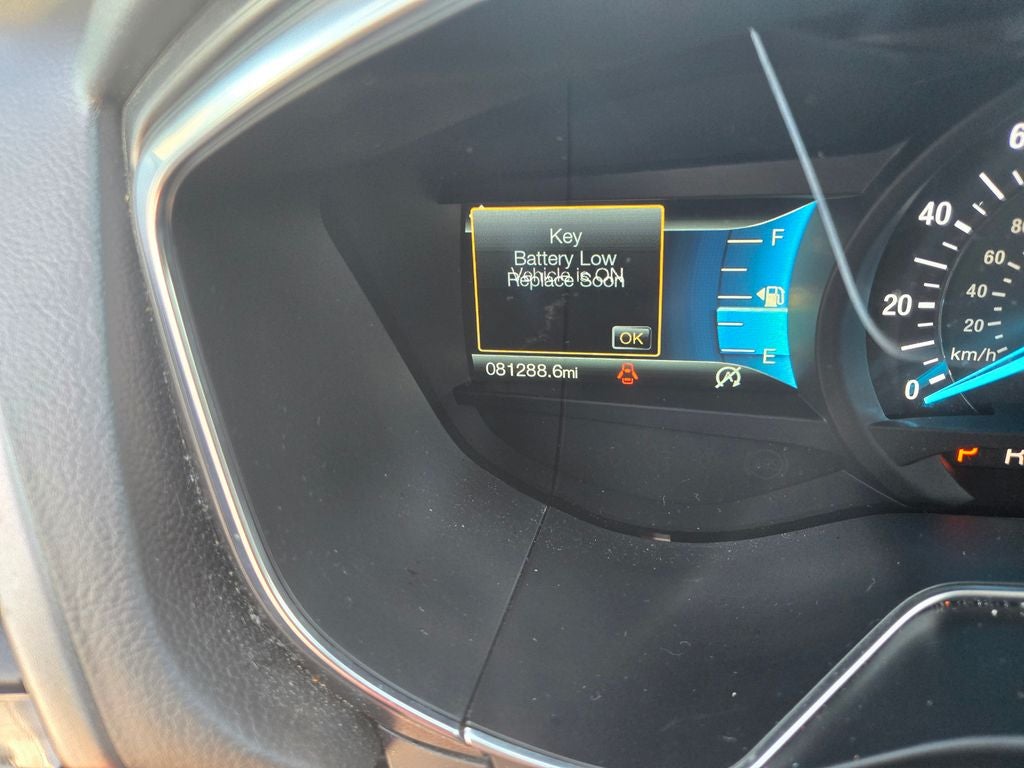 Key
Battery Low
Vehicle is ON
Replace Soon
OK
081288.6mi
F
E
40
20
0
60
40
20
km/h